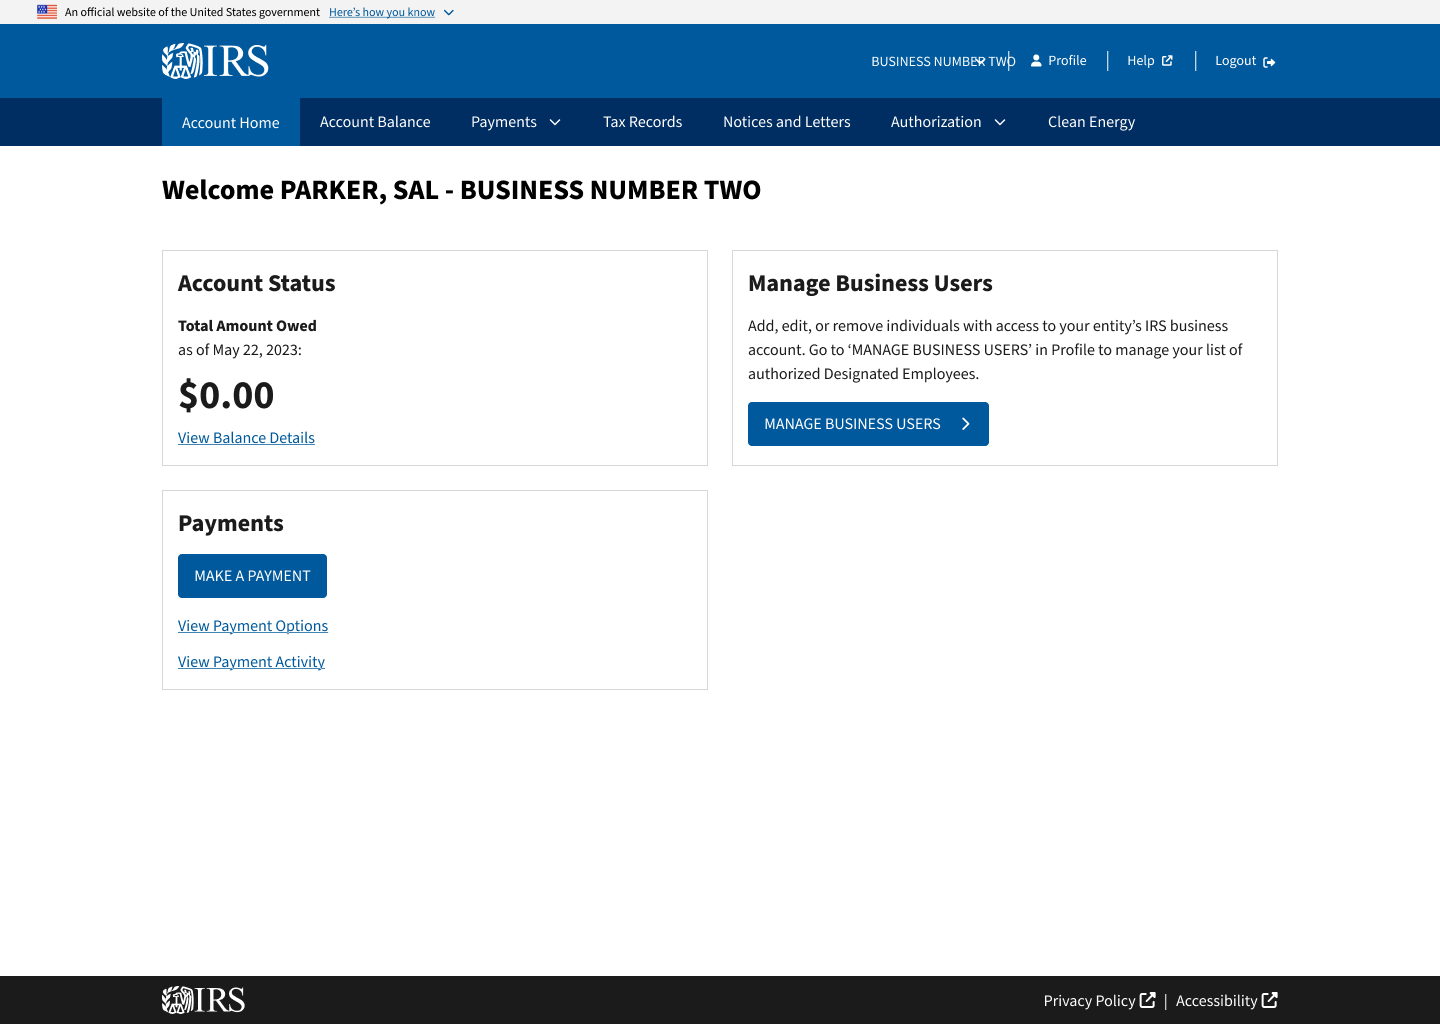 An official website of the United States government Here's how you know
IRS
BUSINESS NUMBER TWO
Profile
Help
Logout
Account Home
Account Balance
Payments
Tax Records
Notices and Letters
Authorization
Clean Energy
Welcome PARKER, SAL - BUSINESS NUMBER TWO
Account Status
Total Amount Owed
as of May 22, 2023:
$0.00
View Balance Details
Manage Business Users
Add, edit, or remove individuals with access to your entity’s IRS business
account. Go to ‘MANAGE BUSINESS USERS’ in Profile to manage your list of
authorized Designated Employees.
MANAGE BUSINESS USERS
Payments
MAKE A PAYMENT
View Payment Options
View Payment Activity
IRS
Privacy Policy | Accessibility